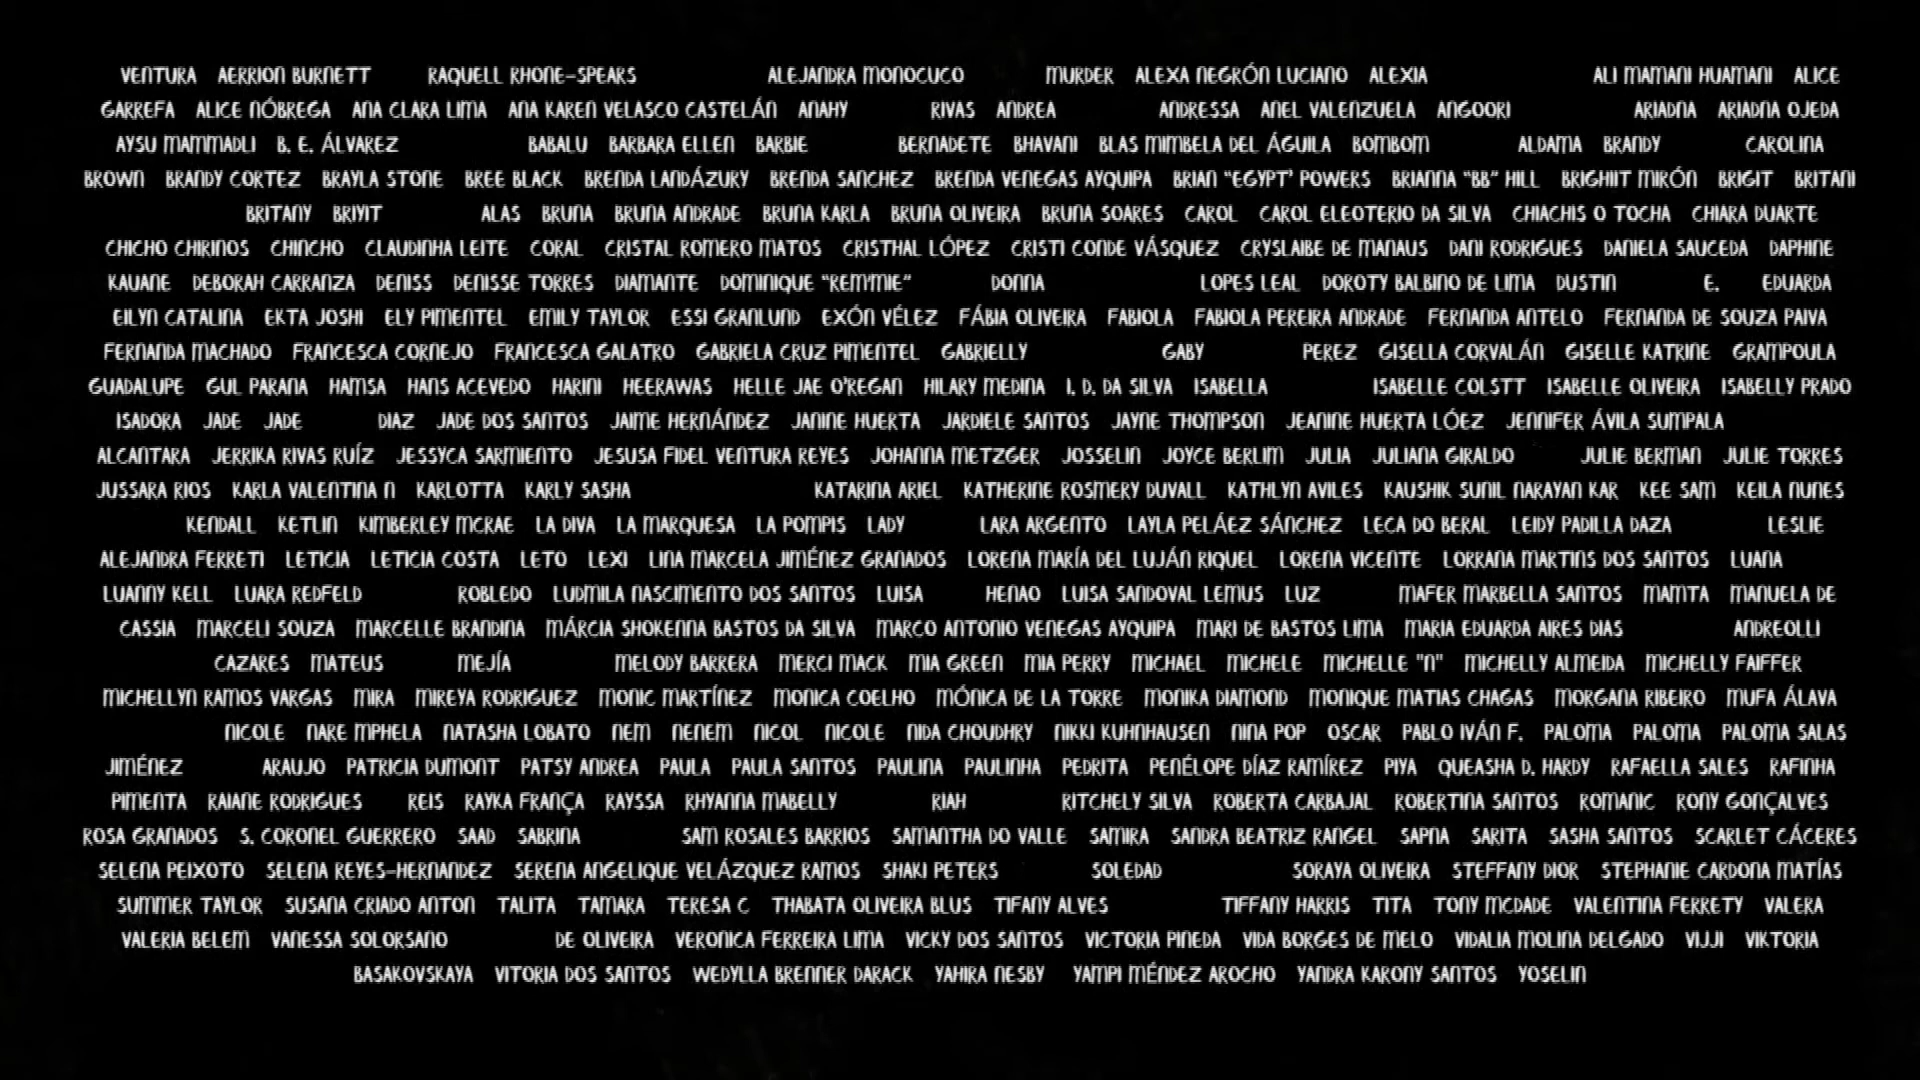 VENTURA AERRION BURNETT RAQUELL RHONE-SPEARS ALEJANDRA MONOCUCO MURDER ALEXA NEGRÓN LUCIANO ALEXIA ALI MAMANI HUAMANI ALICE
GARREFA ALICE NÓBREGA ANA CLARA LIMA ANA KAREN VELASCO CASTELÁN ANAHY RIVAS ANDREA ANDRESSA ANEL VALENZUELA ANGOORI ARIADNA ARIADNA OJEDA
AYSU MAMMADLI B. E. ÁLVAREZ BABALU BARBARA ELLEN BARBIE BERNADETE BHAVANI BLAS MIMBELA DEL ÁGUILA BOMBOM ALDAMA BRANDY CAROLINA
BROWN BRANDY CORTEZ BRAYLA STONE BREE BLACK BRENDA LANDÁZURY BRENDA SANCHEZ BRENDA VENEGAS AYQUIPA BRIAN "EGYPT' POWERS BRIANNA "BB" HILL BRIGHIIT MIRÓN BRIGIT BRITANI
BRITANY BRIYIT ALAS BRUNA BRUNA ANDRADE BRUNA KARLA BRUNA OLIVEIRA BRUNA SOARES CAROL CAROL ELEOTERIO DA SILVA CHIACHIS O TOCHA CHIARA DUARTE
CHICHO CHIRINOS CHINCHO CLAUDINHA LEITE CORAL CRISTAL ROMERO MATOS CRISTHAL LÓPEZ CRISTI CONDE VÁSQUEZ CRYSLAIBE DE MANAUS DANI RODRIGUES DANIELA SAUCEDA DAPHINE
KAUANE DEBORAH CARRANZA DENISS DENISSE TORRES DIAMANTE DOMINIQUE "REM'MIE" DONNA LOPES LEAL DOROTY BALBINO DE LIMA DUSTIN E. EDUARDA
EILYN CATALINA EKTA JOSHI ELY PIMENTEL EMILY TAYLOR ESSI GRANLUND EXÓN VÉLEZ FÁBIA OLIVEIRA FABIOLA FABIOLA PEREIRA ANDRADE FERNANDA ANTELO FERNANDA DE SOUZA PAIVA
FERNANDA MACHADO FRANCESCA CORNEJO FRANCESCA GALATRO GABRIELA CRUZ PIMENTEL GABRIELLY GABY PEREZ GISELLA CORVALÁN GISELLE KATRINE GRAMPOULA
GUADALUPE GUL PARANA HAMSA HANS ACEVEDO HARINI HEERAWAS HELLE JAE O'REGAN HILARY MEDINA I. D. DA SILVA ISABELLA ISABELLE COLSTT ISABELLE OLIVEIRA ISABELLY PRADO
ISADORA JADE JADE DIAZ JADE DOS SANTOS JAIME HERNÁNDEZ JANINE HUERTA JARDIELE SANTOS JAYNE THOMPSON JEANINE HUERTA LÓEZ JENNIFER ÁVILA SUMPALA
ALCANTARA JERRIKA RIVAS RUÍZ JESSYCA SARMIENTO JESUSA FIDEL VENTURA REYES JOHANNA METZGER JOSSELIN JOYCE BERLIM JULIA JULIANA GIRALDO JULIE BERMAN JULIE TORRES
JUSSARA RIOS KARLA VALENTINA N KARLOTTA KARLY SASHA KATARINA ARIEL KATHERINE ROSMERY DUVALL KATHLYN AVILES KAUSHIK SUNIL NARAYAN KAR KEE SAM KEILA NUNES
KENDALL KETLIN KIMBERLEY MCRAE LA DIVA LA MARQUESA LA POMPIS LADY LARA ARGENTO LAYLA PELÁEZ SÁNCHEZ LECA DO BERAL LEIDY PADILLA DAZA LESLIE
ALEJANDRA FERRETI LETICIA LETICIA COSTA LETO LEXI LINA MARCELA JIMÉNEZ GRANADOS LORENA MARÍA DEL LUJÁN RIQUEL LORENA VICENTE LORRANA MARTINS DOS SANTOS LUANA
LUANNY KELL LUARA REDFELD ROBLEDO LUDMILA NASCIMENTO DOS SANTOS LUISA HENAO LUISA SANDOVAL LEMUS LUZ MAFER MARBELLA SANTOS MAMTA MANUELA DE
CASSIA MARCELI SOUZA MARCELLE BRANDINA MÁRCIA SHOKENNA BASTOS DA SILVA MARCO ANTONIO VENEGAS AYQUIPA MARI DE BASTOS LIMA MARIA EDUARDA AIRES DIAS ANDREOLLI
CAZARES MATEUS MEJÍA MELODY BARRERA MERCI MACK MIA GREEN MIA PERRY MICHAEL MICHELE MICHELLE "N" MICHELLY ALMEIDA MICHELLY FAIFFER
MICHELLYN RAMOS VARGAS MIRA MIREYA RODRIGUEZ MONIC MARTÍNEZ MONICA COELHO MÓNICA DE LA TORRE MONIKA DIAMOND MONIQUE MATIAS CHAGAS MORGANA RIBEIRO MUFA ÁLAVA
NICOLE NARE MPHELA NATASHA LOBATO NEM NENEM NICOL NICOLE NIDA CHOUDHRY NIKKI KUHNHAUSEN NINA POP OSCAR PABLO IVÁN F. PALOMA PALOMA PALOMA SALAS
JIMÉNEZ ARAUJO PATRICIA DUMONT PATSY ANDREA PAULA PAULA SANTOS PAULINA PAULINHA PEDRITA PENÉLOPE DÍAZ RAMÍREZ PIYA QUEASHA D. HARDY RAFAELLA SALES RAFINHA
PIMENTA RAIANE RODRIGUES REIS RAYKA FRANÇA RAYSSA RHYANNA MABELLY RIAH RITCHELY SILVA ROBERTA CARBAJAL ROBERTINA SANTOS ROMANIC RONY GONÇALVES
ROSA GRANADOS S. CORONEL GUERRERO SAAD SABRINA SAM ROSALES BARRIOS SAMANTHA DO VALLE SAMIRA SANDRA BEATRIZ RANGEL SAPNA SARITA SASHA SANTOS SCARLET CÁCERES
SELENA PEIXOTO SELENA REYES-HERNANDEZ SERENA ANGELIQUE VELÁZQUEZ RAMOS SHAKI PETERS SOLEDAD SORAYA OLIVEIRA STEFFANY DIOR STEPHANIE CARDONA MATÍAS
SUMMER TAYLOR SUSANA CRIADO ANTON TALITA TAMARA TERESA C THABATA OLIVEIRA BLUS TIFANY ALVES TIFFANY HARRIS TITA TONY MCDADE VALENTINA FERRETY VALERA
VALERIA BELEM VANESSA SOLORSANO DE OLIVEIRA VERONICA FERREIRA LIMA VICKY DOS SANTOS VICTORIA PINEDA VIDA BORGES DE MELO VIDALIA MOLINA DELGADO VIJJI VIKTORIA
BASAKOVSKAYA VITORIA DOS SANTOS WEDYLLA BRENNER DARACK YAHIRA NESBY YAMPI MÉNDEZ AROCHO YANDRA KARONY SANTOS YOSELIN